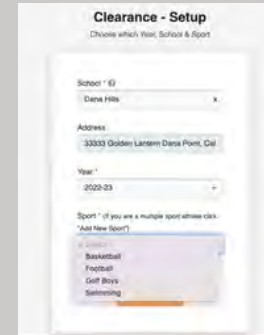 Clearance - Setup
Choose which Year, School & Sport
School *
Dana Hills x
Address
33333 Golden Lantern Dana Point, Cal
Year *
2022-23
Sport * (If you are a multiple sport athlete click
"Add New Sport")
Basketball
Football
Golf Boys
Swimming